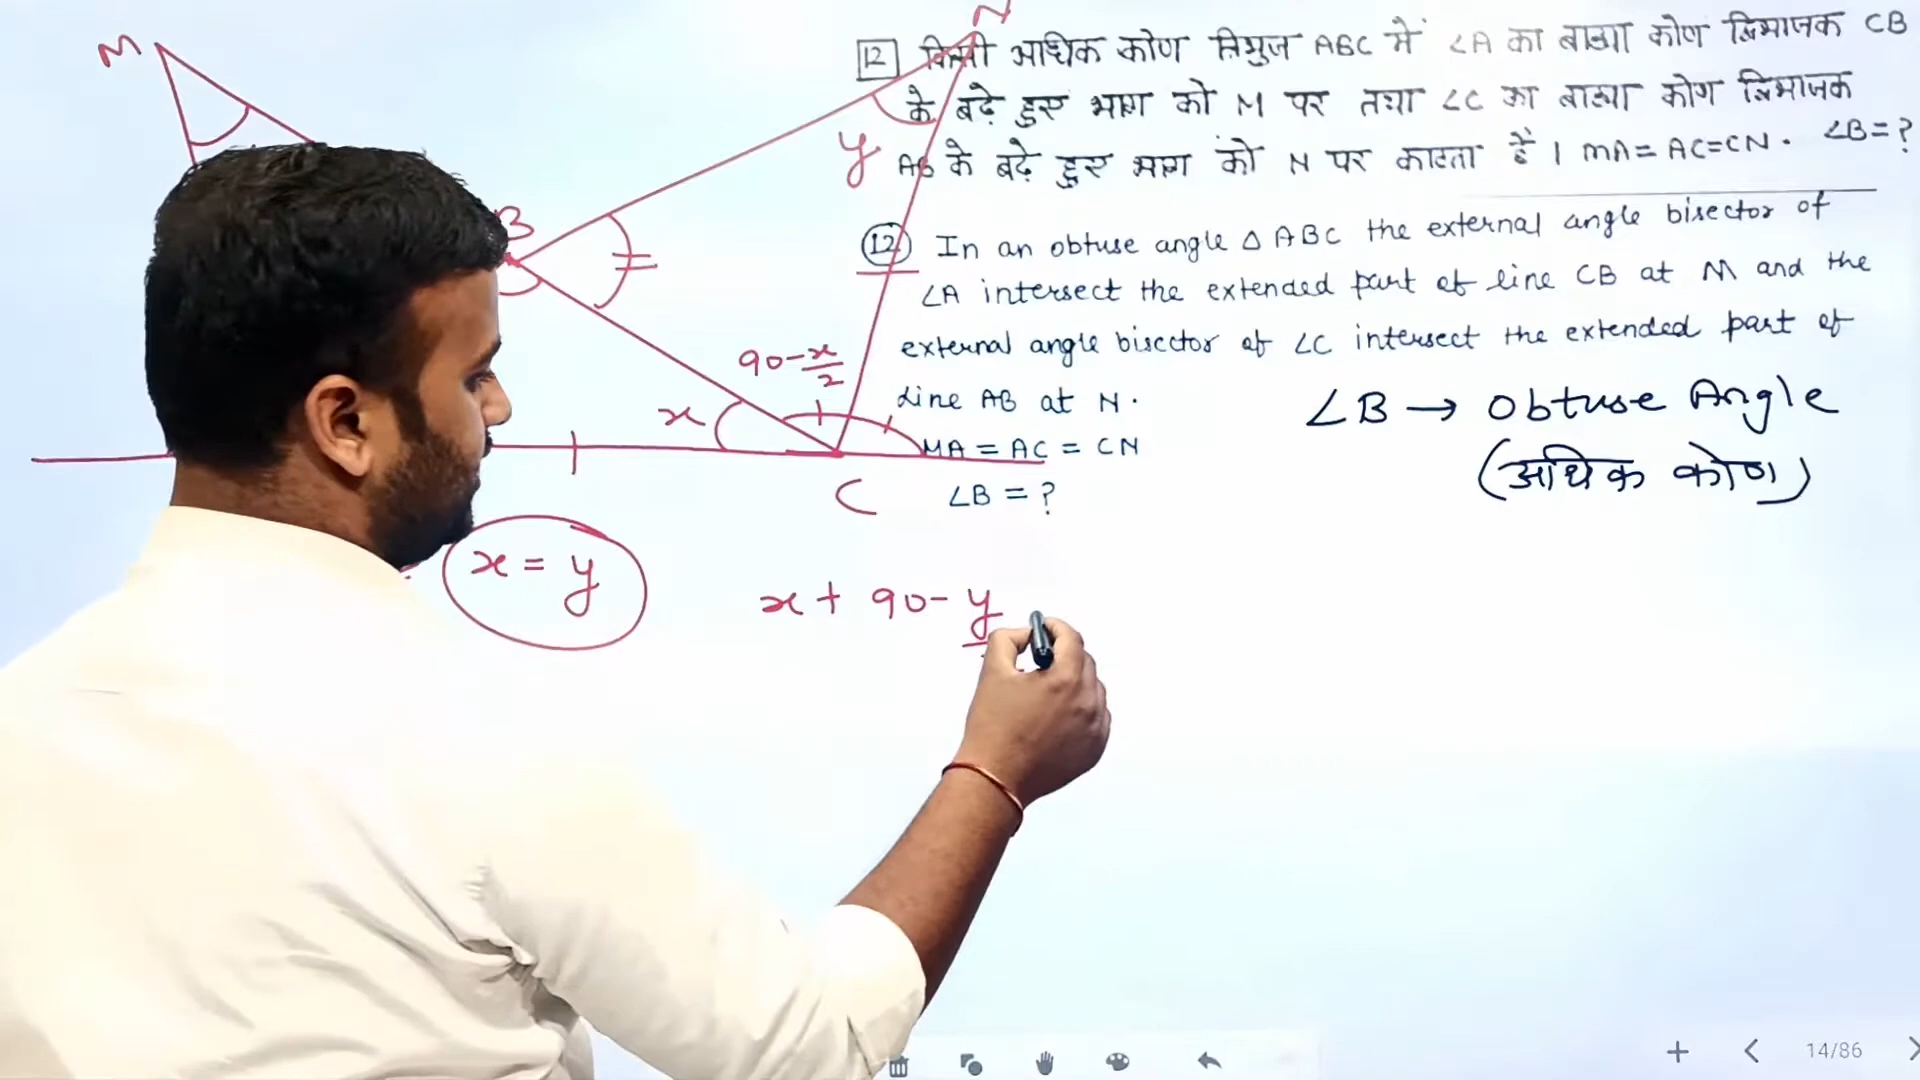 M
N
[12] किसी अधिक कोण त्रिभुज ABC में ∠A का बाह्य कोण द्विभाजक CB
के बढ़े हुए भाग को M पर तथा ∠C का बाह्य कोण द्विभाजक
AB के बढ़े हुए भाग को N पर काटता है | MA = AC = CN . ∠B = ?
y
B
(12) In an obtuse angle △ ABC the external angle bisector of
∠A intersect the extended part of line CB at M and the
external angle bisector of ∠C intersect the extended part of
Line AB at N.
MA = AC = CN
∠B = ?
∠B → Obtuse Angle
(अधिक कोण)
90-x/2
x
C
x = y
x + 90 - y
14/86